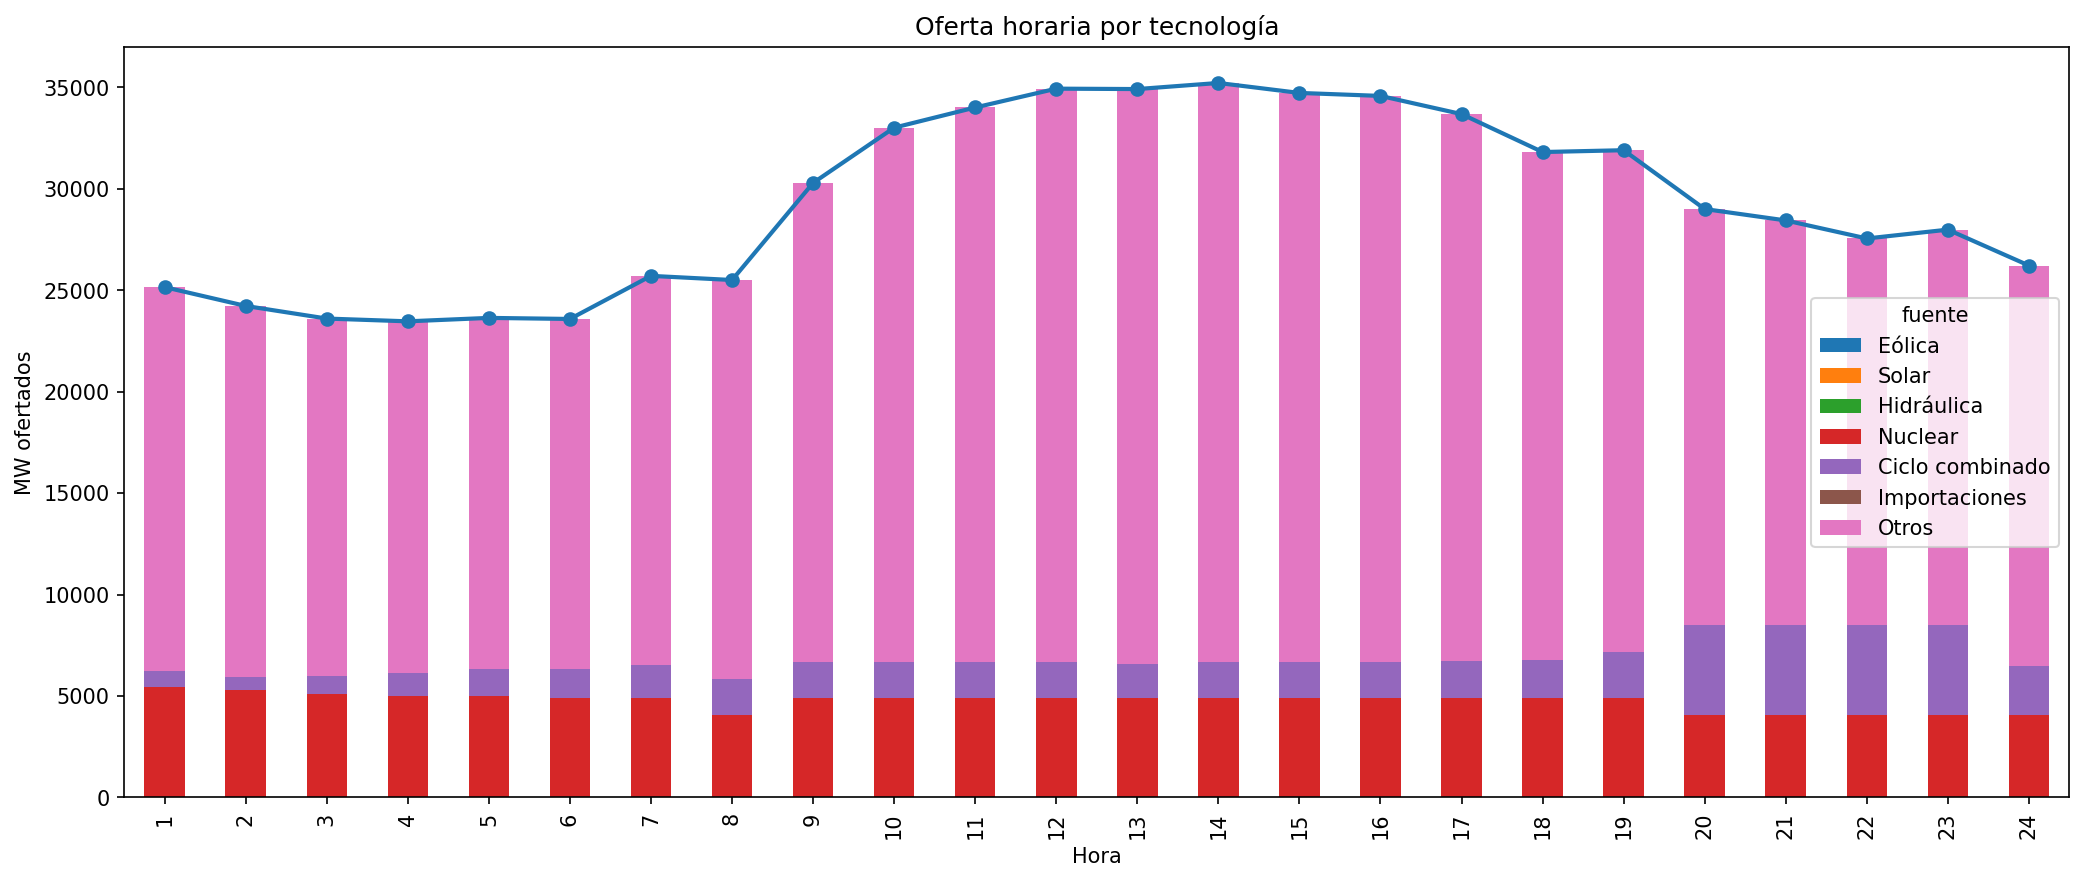 Oferta horaria por tecnología
MW ofertados
35000
30000
25000
20000
15000
10000
5000
0
fuente
Eólica
Solar
Hidráulica
Nuclear
Ciclo combinado
Importaciones
Otros
1 2 3 4 5 6 7 8 9 10 11 12 13 14 15 16 17 18 19 20 21 22 23 24
Hora